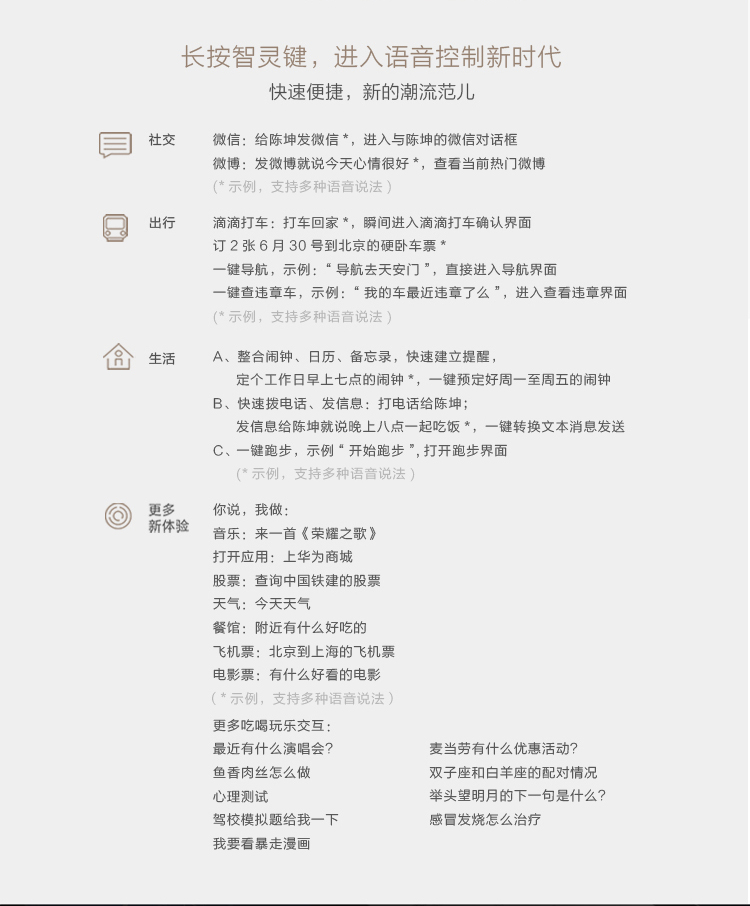 长按智灵键，进入语音控制新时代
快速便捷，新的潮流范儿
社交
微信：给陈坤发微信 *，进入与陈坤的微信对话框
微博：发微博就说今天心情很好 *，查看当前热门微博
(* 示例，支持多种语音说法 )
出行
滴滴打车：打车回家 *，瞬间进入滴滴打车确认界面
订 2 张 6 月 30 号到北京的硬卧车票 *
一键导航，示例：“ 导航去天安门 ”，直接进入导航界面
一键查违章车，示例：“ 我的车最近违章了么 ”，进入查看违章界面
(* 示例，支持多种语音说法 )
生活
A、整合闹钟、日历、备忘录，快速建立提醒，
定个工作日早上七点的闹钟 *，一键预定好周一至周五的闹钟
B、快速拨电话、发信息：打电话给陈坤；
发信息给陈坤就说晚上八点一起吃饭 *，一键转换文本消息发送
C、一键跑步，示例 “ 开始跑步 ”, 打开跑步界面
(* 示例，支持多种语音说法 )
更多
新体验
你说，我做：
音乐：来一首《 荣耀之歌 》
打开应用：上华为商城
股票：查询中国铁建的股票
天气：今天天气
餐馆：附近有什么好吃的
飞机票：北京到上海的飞机票
电影票：有什么好看的电影
( * 示例，支持多种语音说法 )
更多吃喝玩乐交互：
最近有什么演唱会？
麦当劳有什么优惠活动？
鱼香肉丝怎么做
双子座和白羊座的配对情况
心理测试
举头望明月的下一句是什么？
驾校模拟题给我一下
感冒发烧怎么治疗
我要看暴走漫画